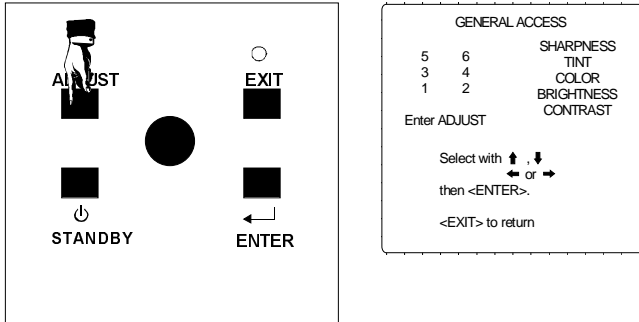 ADJUST
EXIT
STANDBY
ENTER
GENERAL ACCESS
5 6 SHARPNESS
TINT
3 4 COLOR
1 2 BRIGHTNESS
CONTRAST
Enter ADJUST
Select with ⬆ , ⬇
⬅ or ➡
then <ENTER>.
<EXIT> to return